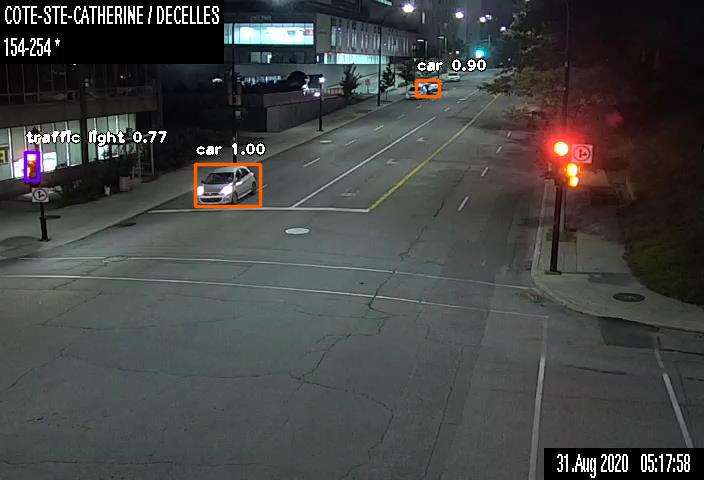 COTE-STE-CATHERINE / DECELLES
154-254 *
car 0.90
traffic light 0.77
car 1.00
31.Aug 2020 05:17:58